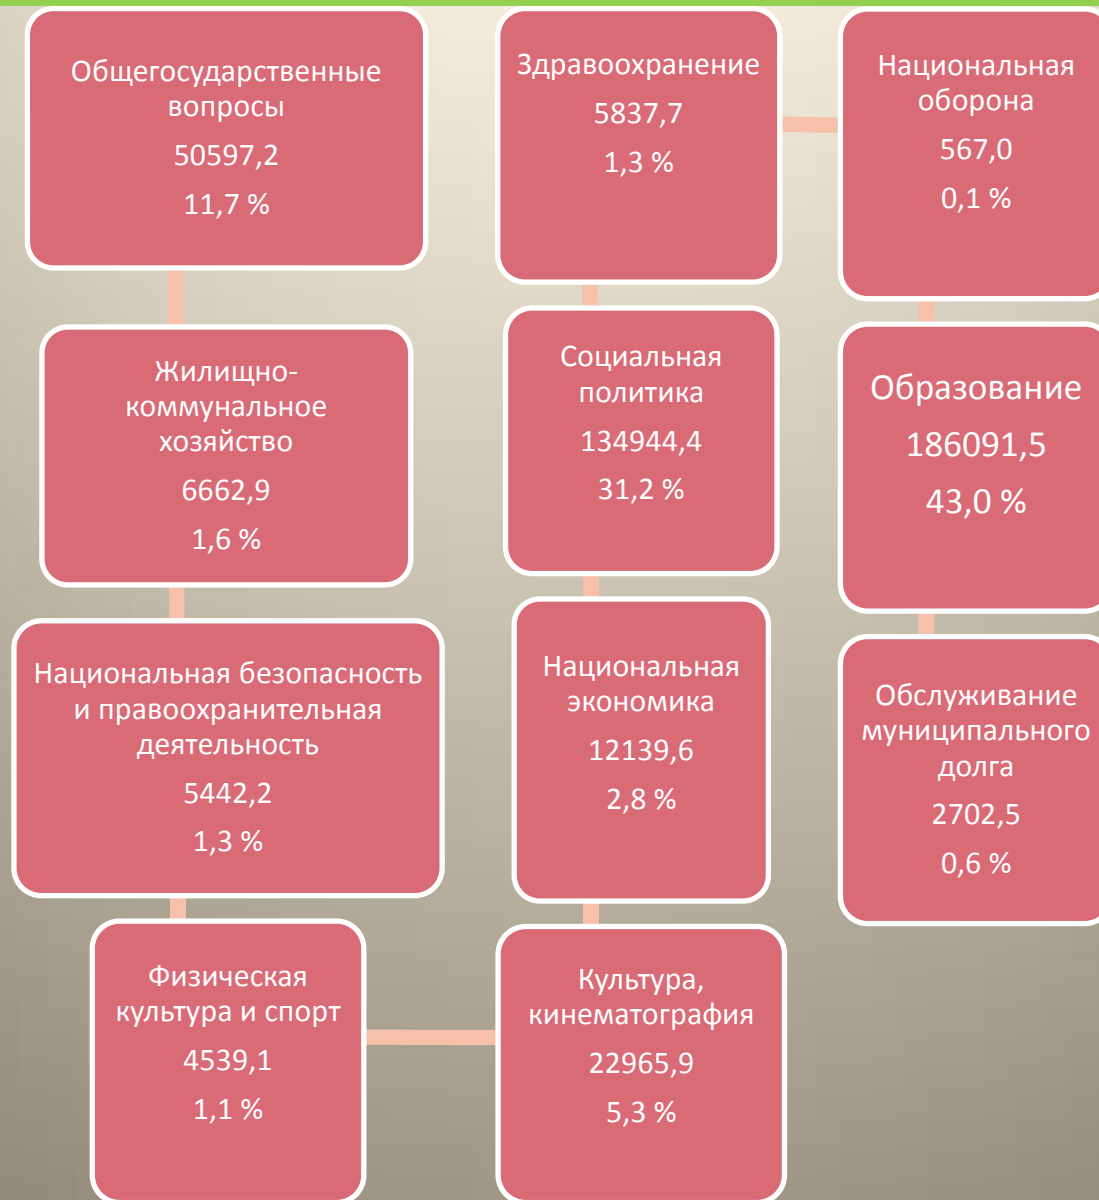 Общегосударственные
вопросы
50597,2
11,7 %
Жилищно-
коммунальное
хозяйство
6662,9
1,6 %
Национальная безопасность
и правоохранительная
деятельность
5442,2
1,3 %
Физическая
культура и спорт
4539,1
1,1 %
Культура,
кинематография
22965,9
5,3 %
Национальная
экономика
12139,6
2,8 %
Социальная
политика
134944,4
31,2 %
Здравоохранение
5837,7
1,3 %
Национальная
оборона
567,0
0,1 %
Образование
186091,5
43,0 %
Обслуживание
муниципального
долга
2702,5
0,6 %